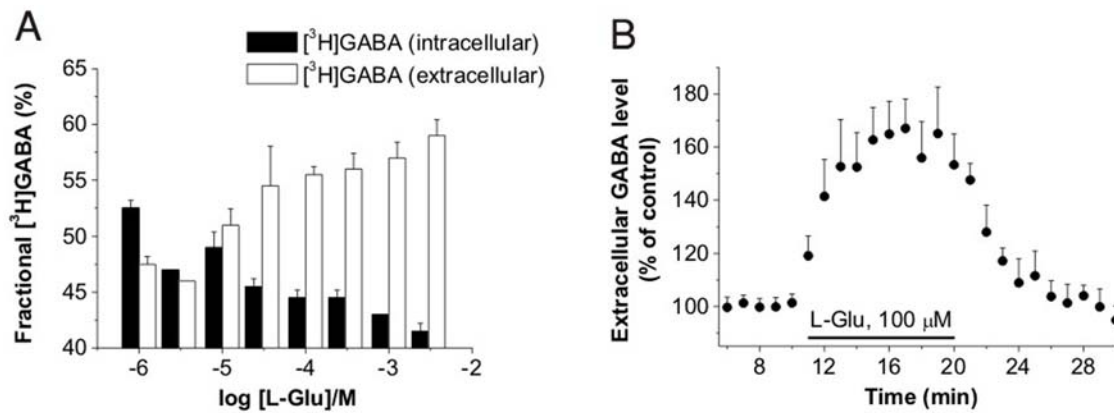 A
[³H]GABA (intracellular)
[³H]GABA (extracellular)
Fractional [³H]GABA (%)
65
60
55
50
45
40
-6 -5 -4 -3 -2
log [L-Glu]/M
B
Extracellular GABA level
(% of control)
180
160
140
120
100
L-Glu, 100 μM
8 12 16 20 24 28
Time (min)